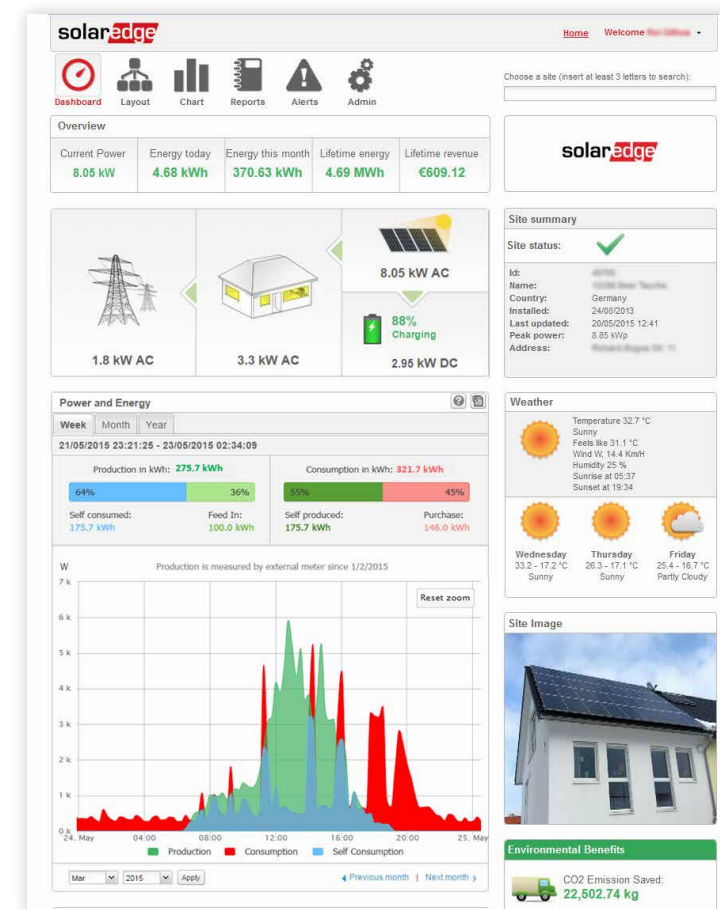 solaredge
Home Welcome
Dashboard Layout Chart Reports Alerts Admin
Choose a site (insert at least 3 letters to search):
Overview
Current Power Energy today Energy this month Lifetime energy Lifetime revenue
8.05 kW 4.68 kWh 370.63 kWh 4.69 MWh €609.12
solaredge
8.05 kW AC
88%
Charging
1.8 kW AC 3.3 kW AC 2.95 kW DC
Site summary
Site status:
Id:
Name:
Country: Germany
Installed: 24/08/2013
Last updated: 20/05/2015 12:41
Peak power: 8.85 kWp
Address:
Power and Energy
Week Month Year
21/05/2015 23:21:25 - 23/05/2015 02:34:09
Production in kWh: 275.7 kWh Consumption in kWh: 321.7 kWh
64% 36% 55% 45%
Self consumed: Feed In: Self produced: Purchase:
175.7 kWh 100.0 kWh 175.7 kWh 146.0 kWh
W Production is measured by external meter since 1/2/2015
Reset zoom
7 k
6 k
5 k
4 k
3 k
2 k
1 k
0 k
24. May 04:00 08:00 12:00 16:00 20:00 25. May
Production Consumption Self Consumption
Mar 2015 Apply Previous month | Next month
Weather
Temperature 32.7 °C
Sunny
Feels like 31.1 °C
Wind W, 14.4 Km/H
Humidity 25 %
Sunrise at 05:37
Sunset at 19:34
Wednesday Thursday Friday
33.2 - 17.2 °C 26.3 - 17.1 °C 25.4 - 16.7 °C
Sunny Sunny Partly Cloudy
Site Image
Environmental Benefits
CO2 Emission Saved:
22,502.74 kg